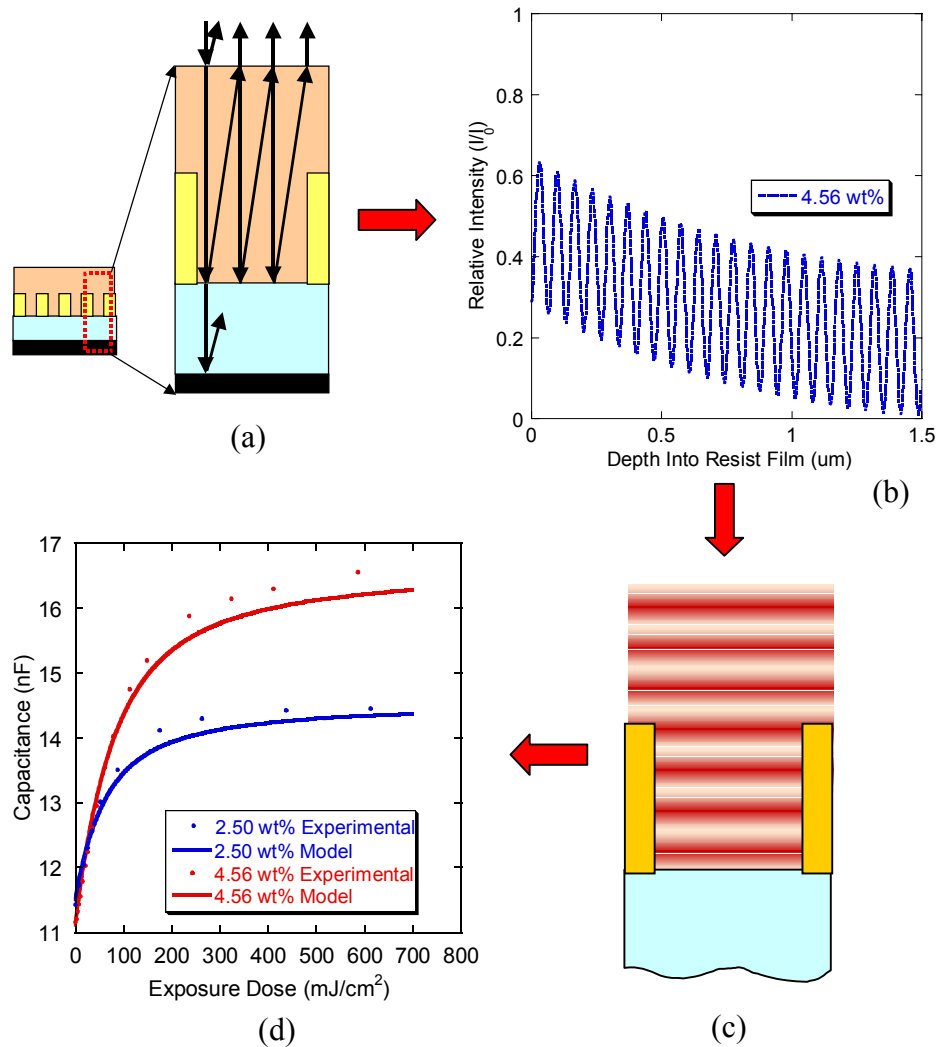 (a)
1
0.8
0.6
0.4
0.2
0
Relative Intensity (I/I0)
4.56 wt%
0 0.5 1 1.5
Depth Into Resist Film (um)
(b)
17
16
15
14
13
12
11
Capacitance (nF)
2.50 wt% Experimental
2.50 wt% Model
4.56 wt% Experimental
4.56 wt% Model
0 100 200 300 400 500 600 700 800
Exposure Dose (mJ/cm²)
(d)
(c)